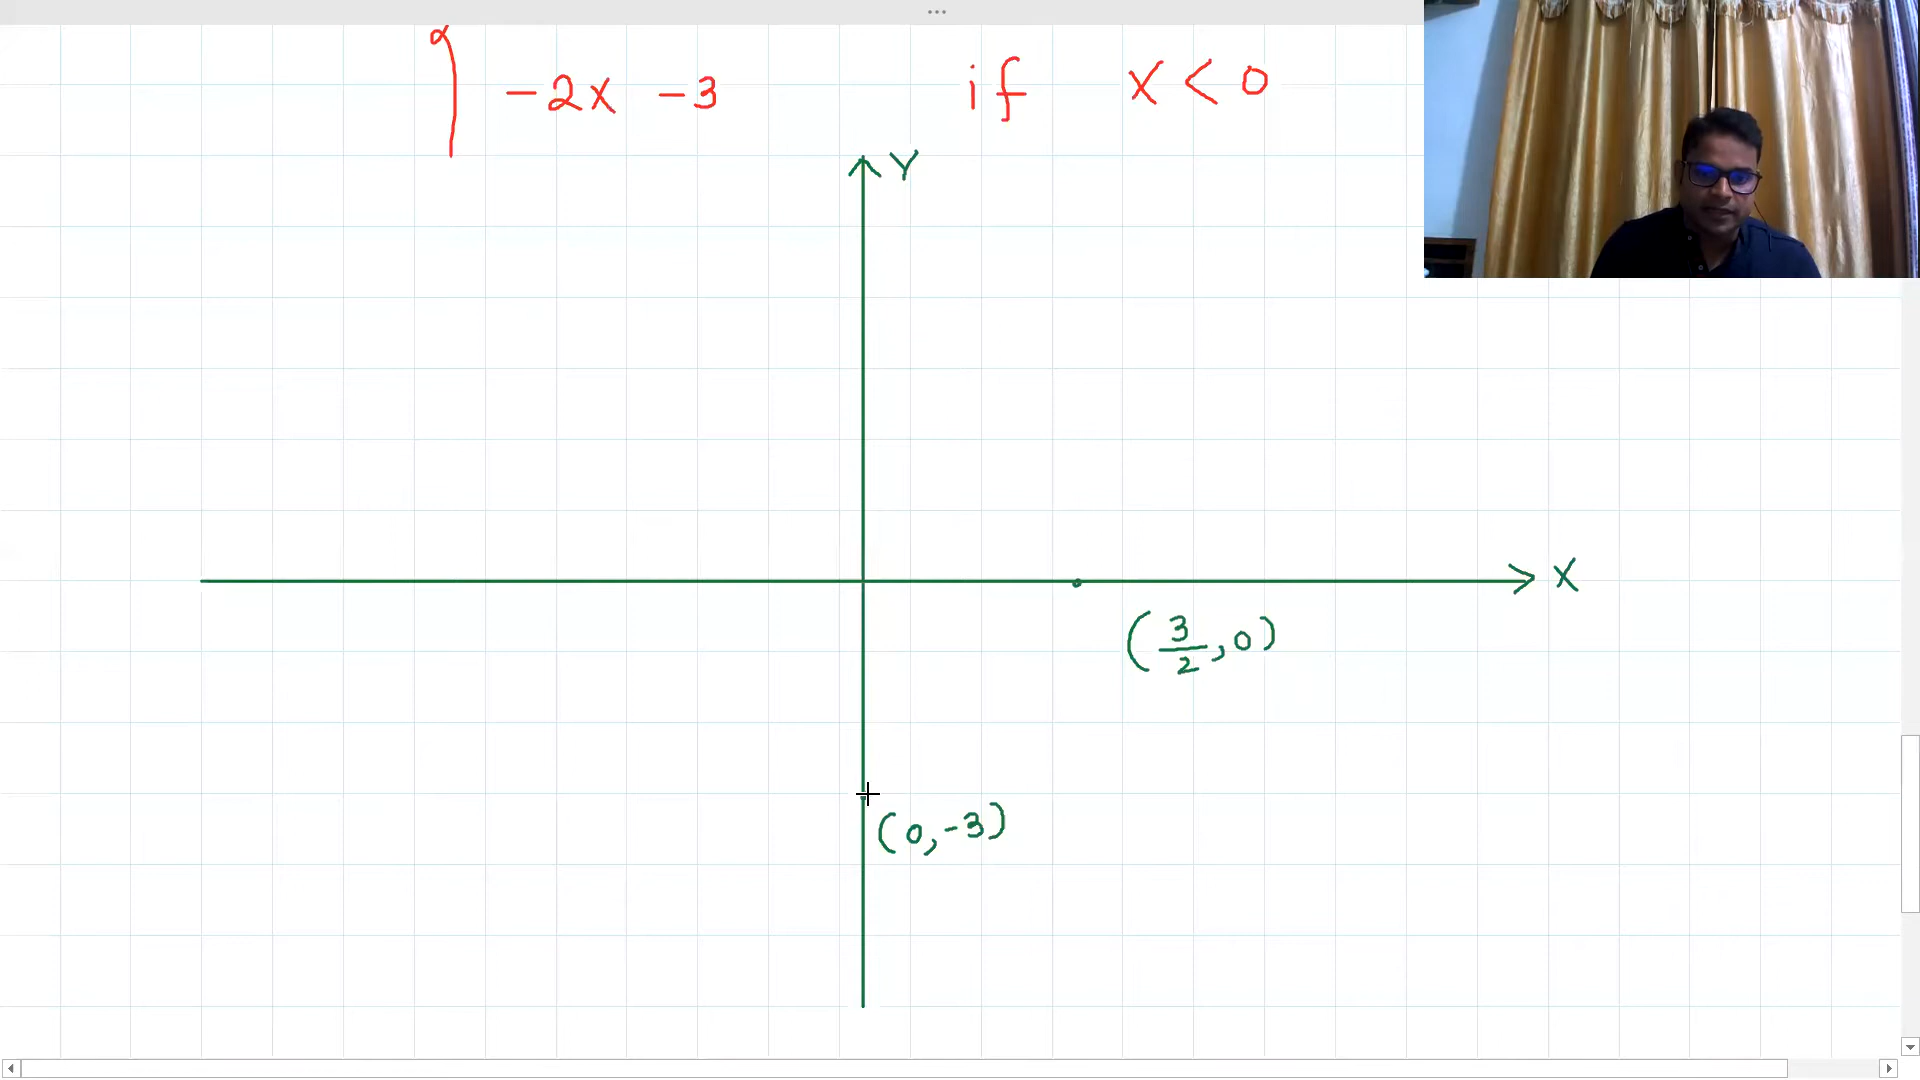 -2x -3 if x < 0
Y
X
(3/2, 0)
(0, -3)